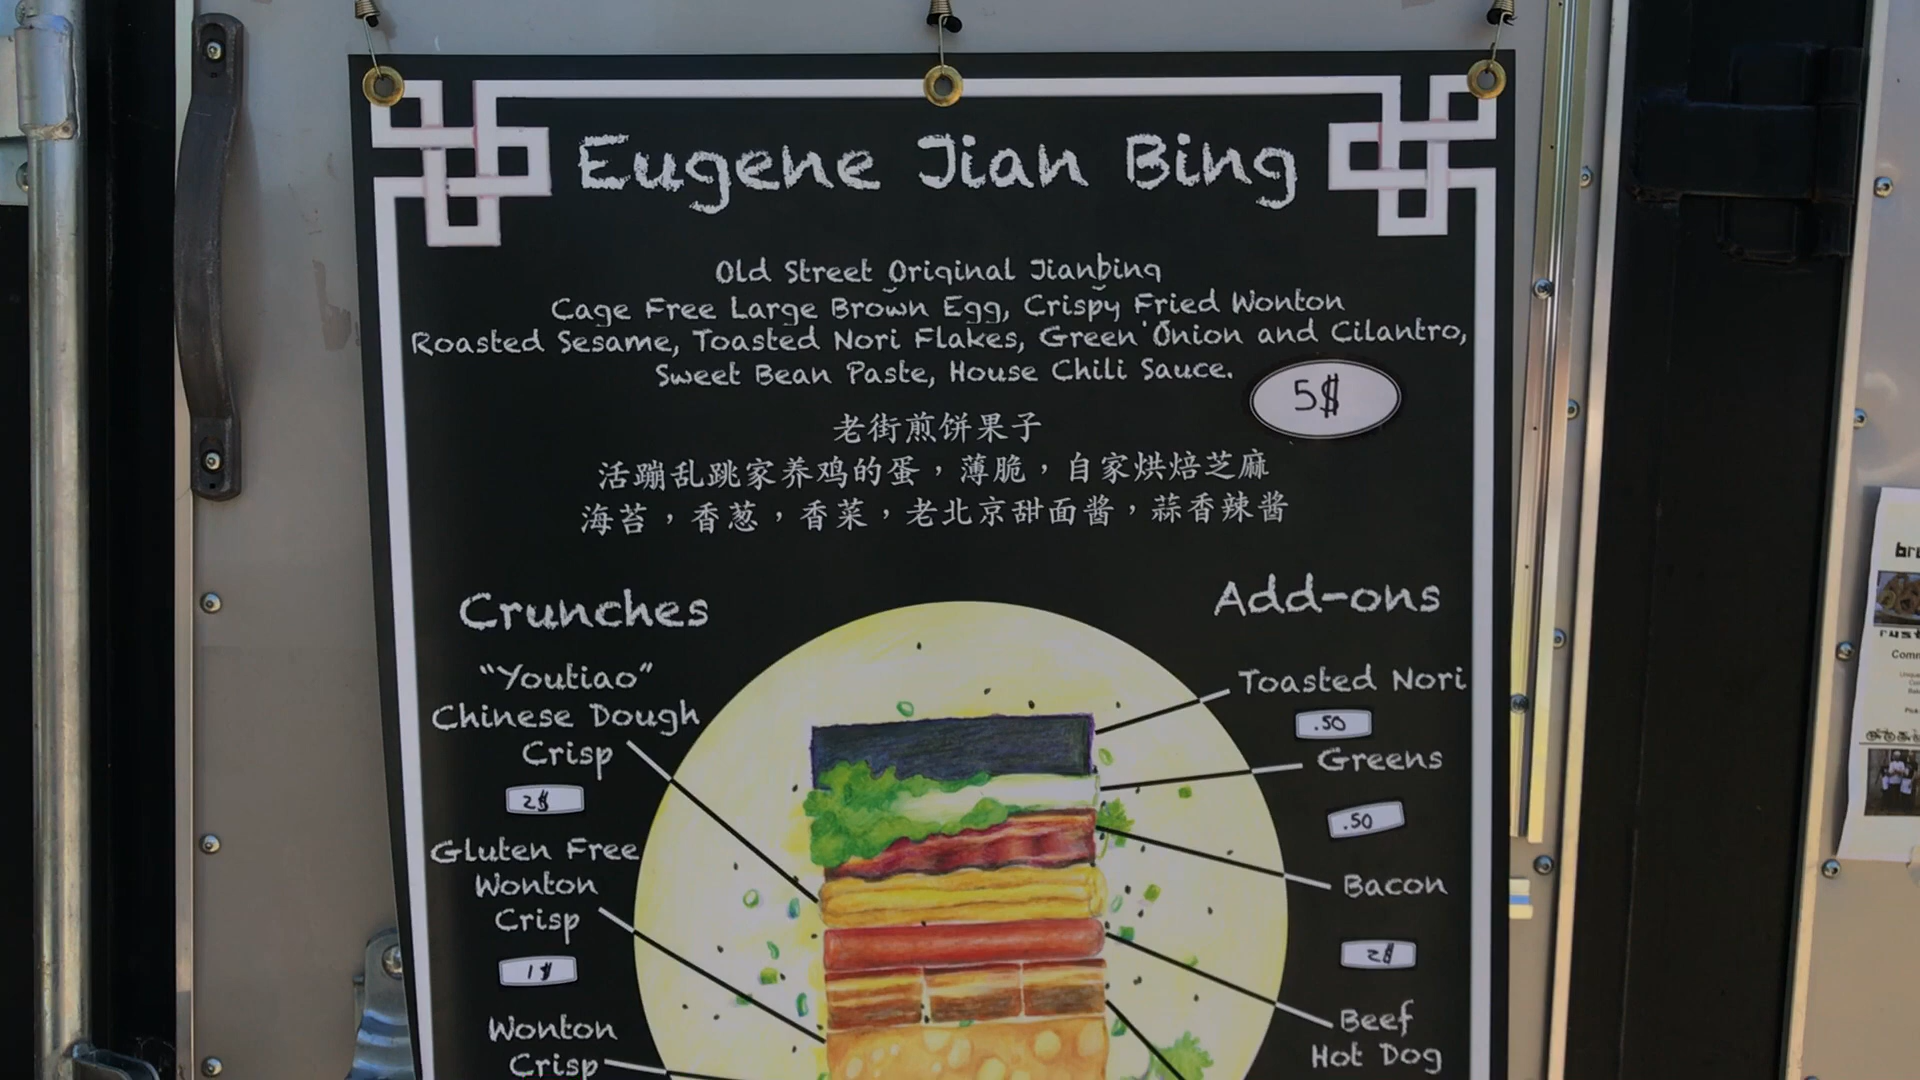 Eugene Jian Bing
Old Street Original Jianbing
Cage Free Large Brown Egg, Crispy Fried Wonton
Roasted Sesame, Toasted Nori Flakes, Green Onion and Cilantro,
Sweet Bean Paste, House Chili Sauce.
5$
老街煎饼果子
活蹦乱跳家养鸡的蛋，薄脆，自家烘焙芝麻
海苔，香葱，香菜，老北京甜面酱，蒜香辣酱
Crunches
"Youtiao"
Chinese Dough
Crisp
2$
Gluten Free
Wonton
Crisp
1$
Wonton
Crisp
Add-ons
Toasted Nori
.50
Greens
.50
Bacon
2$
Beef
Hot Dog